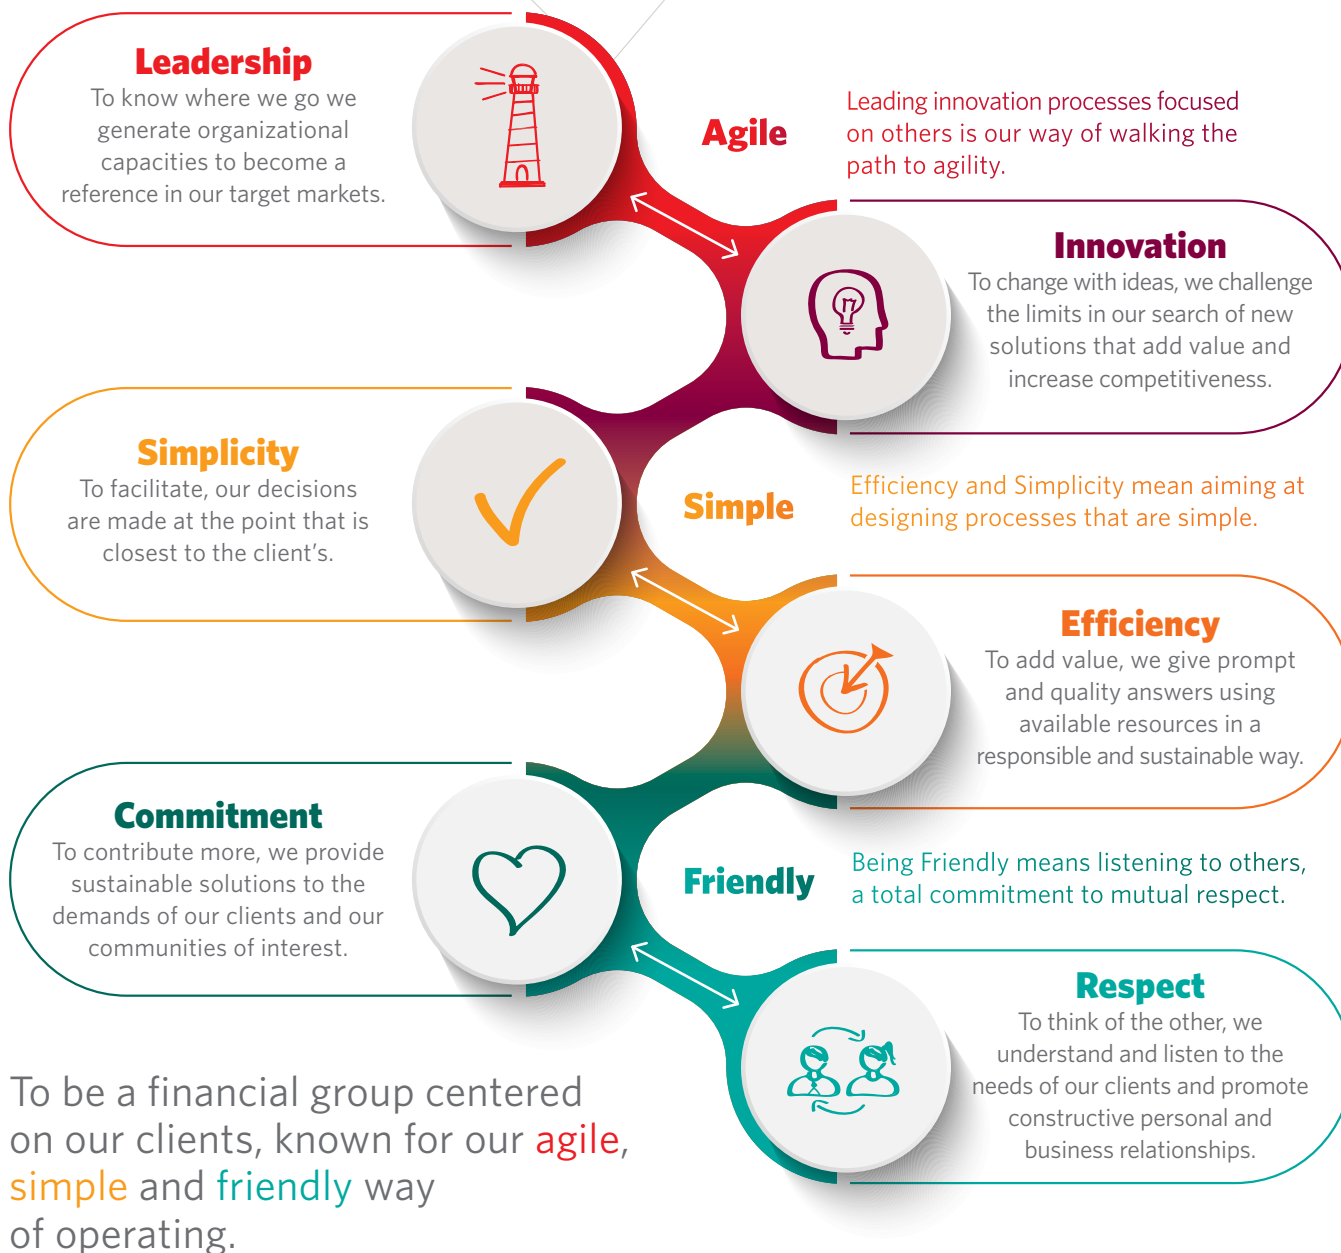 Leadership
To know where we go we
generate organizational
capacities to become a
reference in our target markets.
Agile
Leading innovation processes focused
on others is our way of walking the
path to agility.
Innovation
To change with ideas, we challenge
the limits in our search of new
solutions that add value and
increase competitiveness.
Simplicity
To facilitate, our decisions
are made at the point that is
closest to the client's.
Simple
Efficiency and Simplicity mean aiming at
designing processes that are simple.
Efficiency
To add value, we give prompt
and quality answers using
available resources in a
responsible and sustainable way.
Commitment
To contribute more, we provide
sustainable solutions to the
demands of our clients and our
communities of interest.
Friendly
Being Friendly means listening to others,
a total commitment to mutual respect.
Respect
To think of the other, we
understand and listen to the
needs of our clients and promote
constructive personal and
business relationships.
To be a financial group centered
on our clients, known for our agile,
simple and friendly way
of operating.